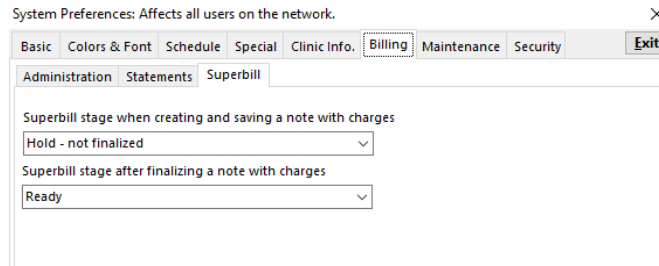 System Preferences: Affects all users on the network.
Basic Colors & Font Schedule Special Clinic Info. Billing Maintenance Security Exit
Administration Statements Superbill
Superbill stage when creating and saving a note with charges
Hold - not finalized
Superbill stage after finalizing a note with charges
Ready